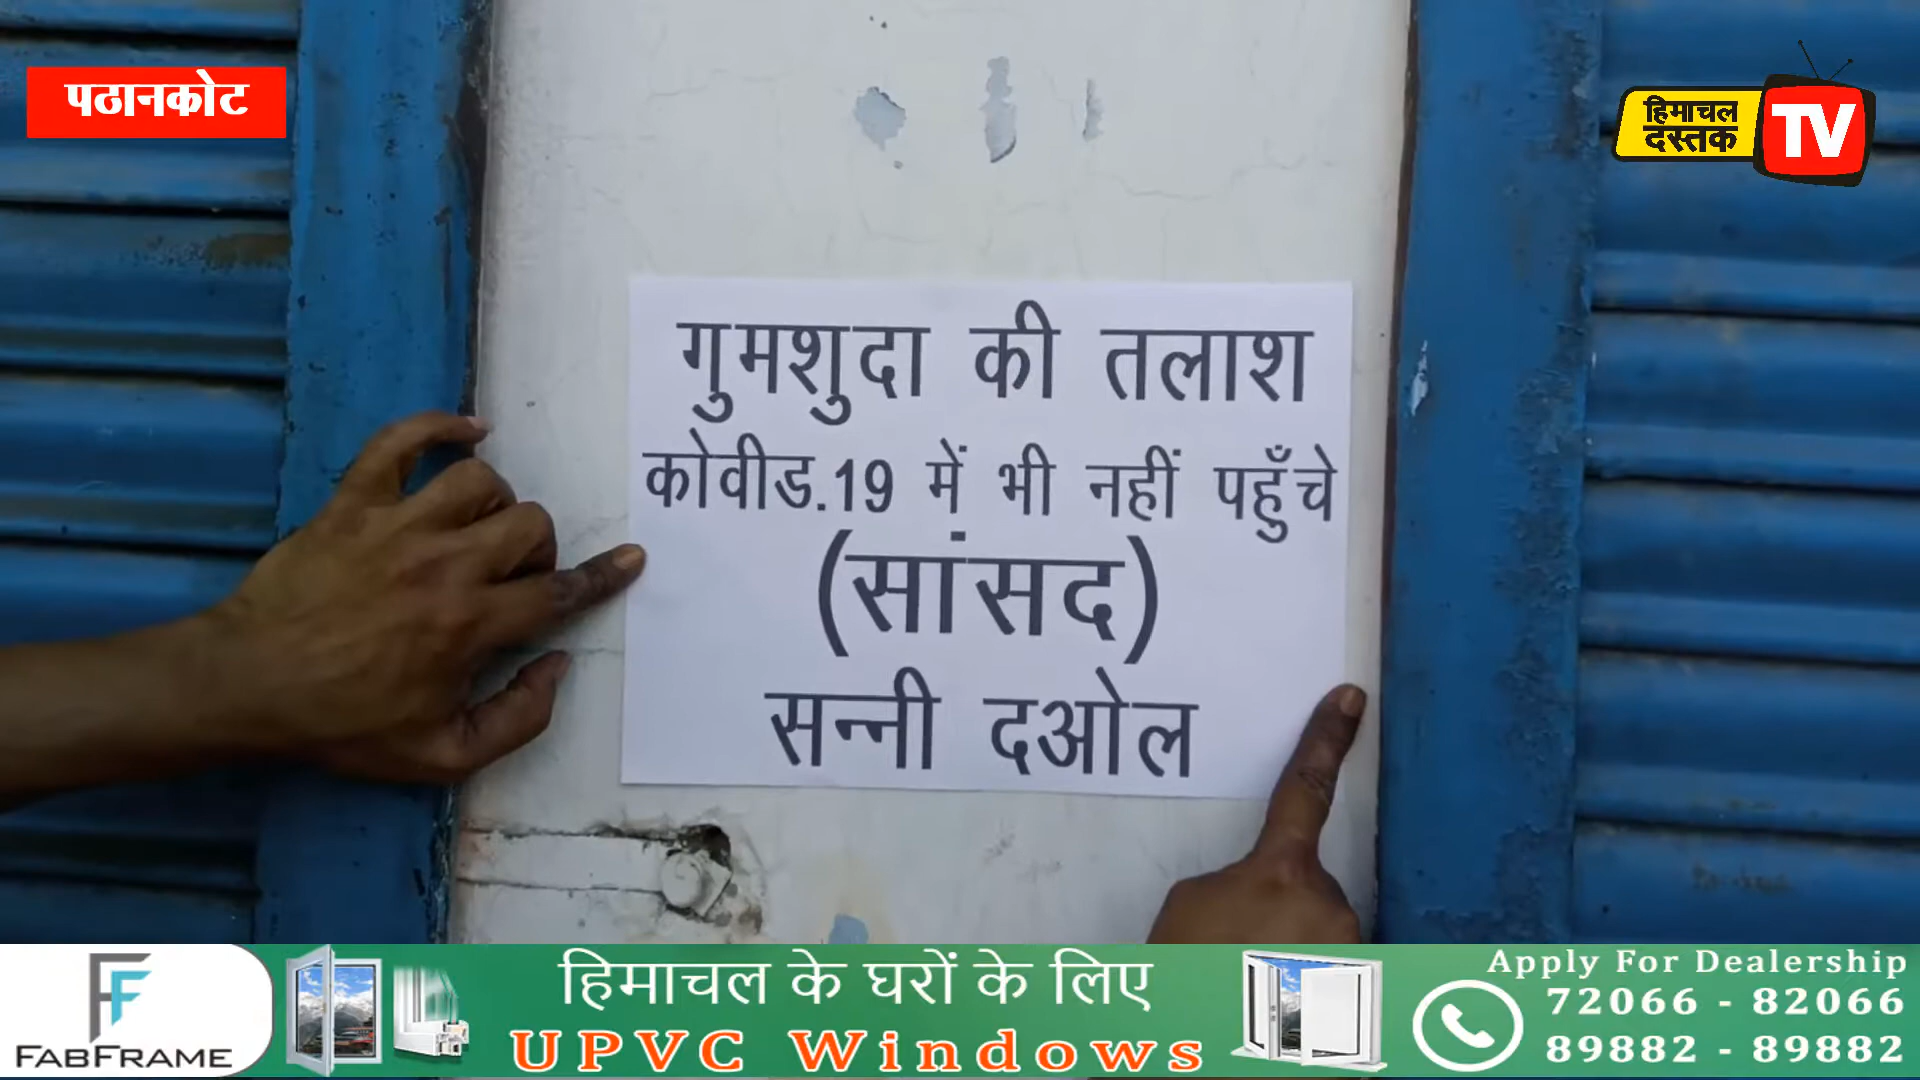 पठानकोट
हिमाचल
दस्तक
TV
गुमशुदा की तलाश
कोवीड.19 में भी नहीं पहुँचे
(सांसद)
सन्नी दओल
FABFRAME
हिमाचल के घरों के लिए
UPVC Windows
Apply For Dealership
72066 - 82066
89882 - 89882